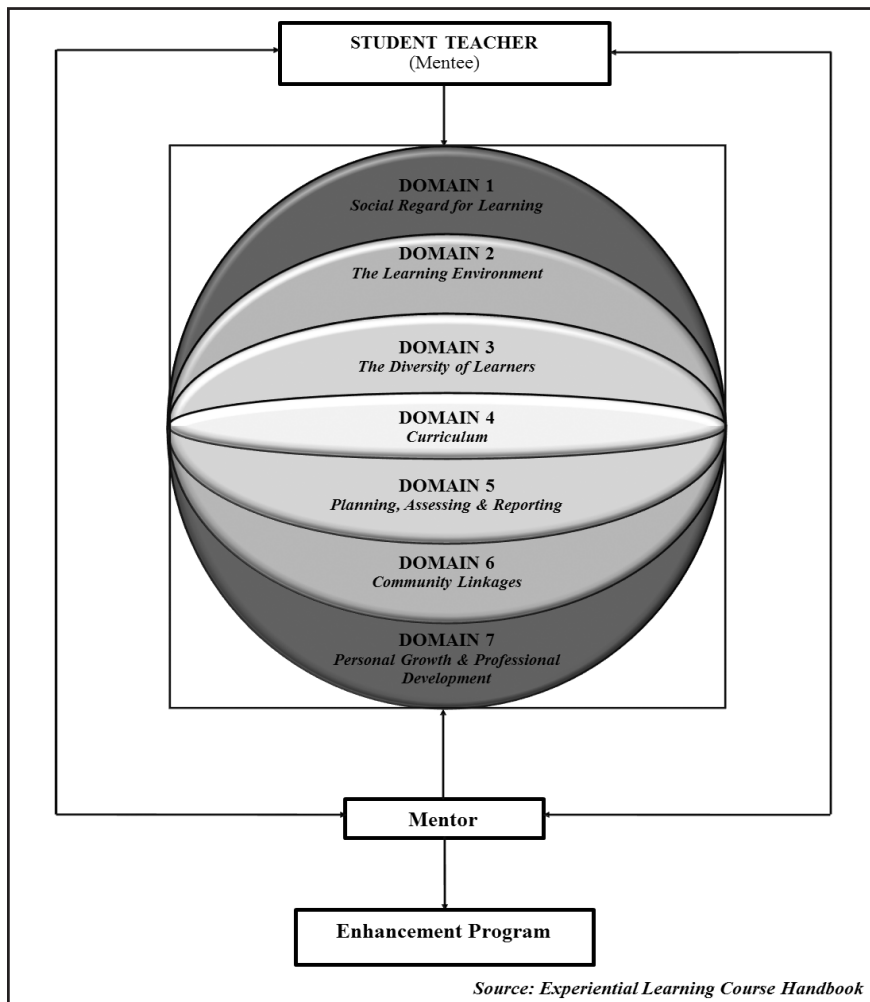 STUDENT TEACHER
(Mentee)
DOMAIN 1
Social Regard for Learning
DOMAIN 2
The Learning Environment
DOMAIN 3
The Diversity of Learners
DOMAIN 4
Curriculum
DOMAIN 5
Planning, Assessing & Reporting
DOMAIN 6
Community Linkages
DOMAIN 7
Personal Growth & Professional
Development
Mentor
Enhancement Program
Source: Experiential Learning Course Handbook